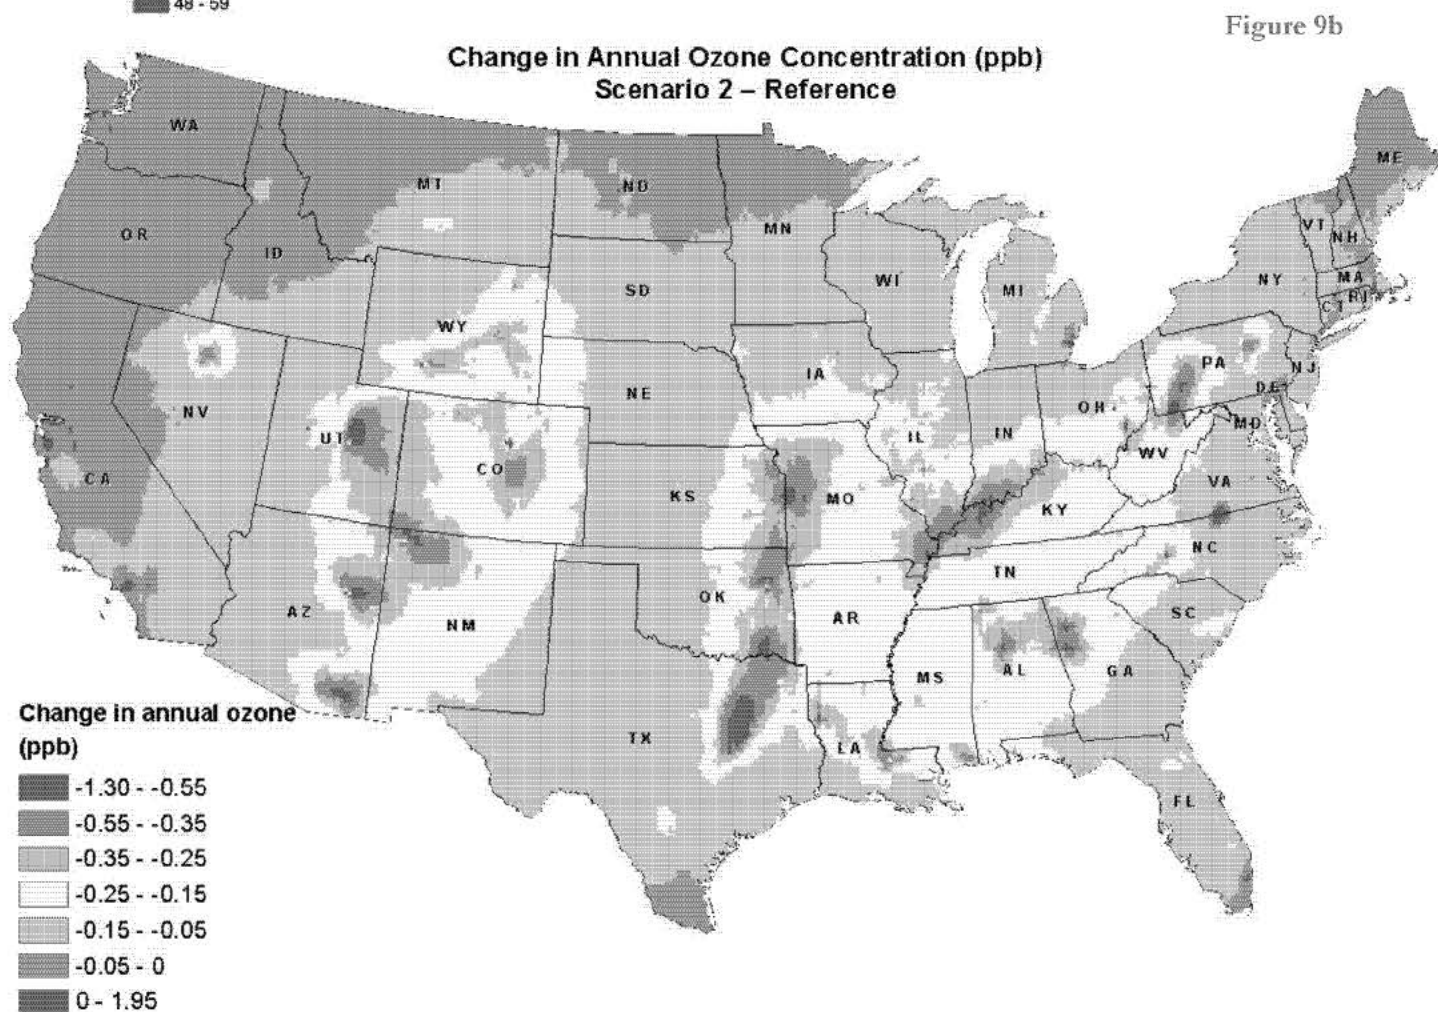 48 - 59
Figure 9b
Change in Annual Ozone Concentration (ppb)
Scenario 2 – Reference
WA
ME
MT
ND
OR
MN
VT
NH
ID
NY
MA
SD
WI
MI
CT
RI
WY
PA
NJ
IA
DE
NE
NV
OH
MD
UT
IL
IN
WV
CO
CA
KS
MO
VA
KY
NC
TN
OK
AZ
NM
AR
SC
MS
AL
GA
TX
LA
FL
Change in annual ozone
(ppb)
-1.30 - -0.55
-0.55 - -0.35
-0.35 - -0.25
-0.25 - -0.15
-0.15 - -0.05
-0.05 - 0
0 - 1.95